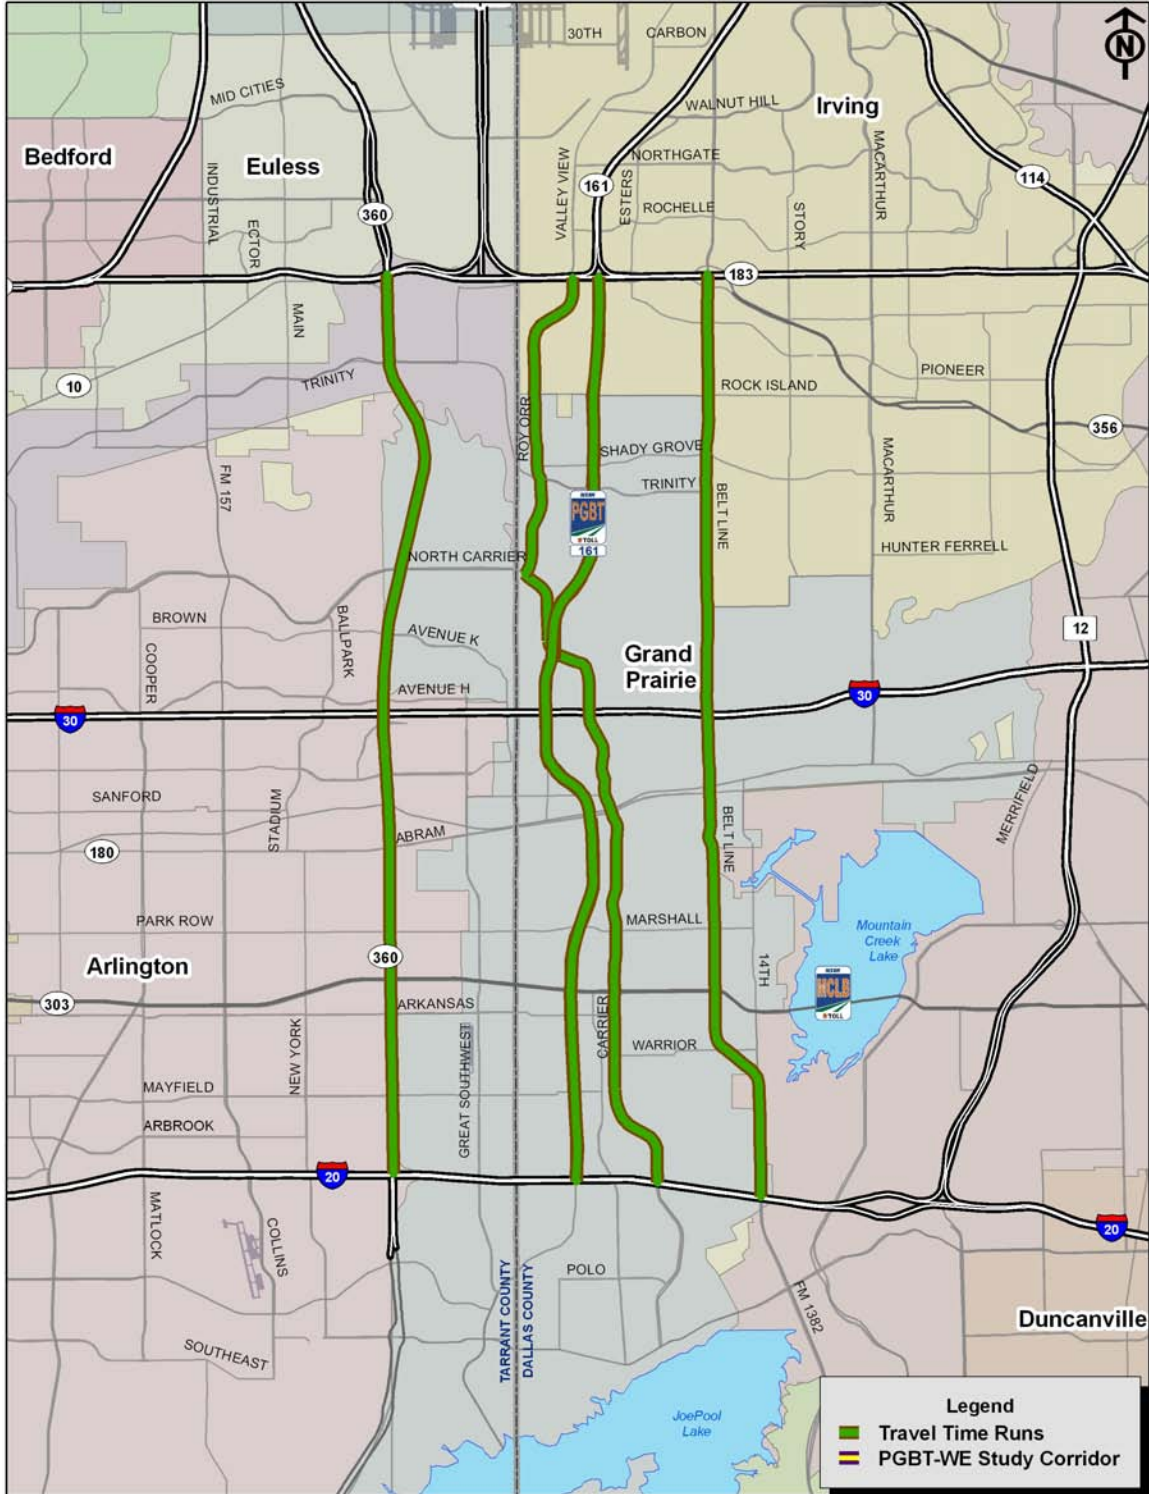 30TH
CARBON
N
MID CITIES
WALNUT HILL
Irving
Bedford
Euless
NORTHGATE
MACARTHUR
INDUSTRIAL
VALLEY VIEW
161
ESTERS
114
360
ROCHELLE
STORY
ECTOR
183
MAIN
10
TRINITY
ROCK ISLAND
PIONEER
ROY ORR
356
SHADY GROVE
MACARTHUR
FM 157
TRINITY
BELT LINE
PGBT
TOLL
161
NORTH CARRIER
HUNTER FERRELL
BROWN
BALLPARK
AVENUE K
12
COOPER
Grand
Prairie
AVENUE H
30
30
SANFORD
STADIUM
ABRAM
BELT LINE
MERRIFIELD
180
PARK ROW
MARSHALL
Mountain
Creek
Lake
Arlington
360
14TH
MCLB
TOLL
303
ARKANSAS
CARRIER
NEW YORK
GREAT SOUTHWEST
WARRIOR
MAYFIELD
ARBROOK
20
MATLOCK
COLLINS
20
POLO
TARRANT COUNTY
DALLAS COUNTY
FM 1382
Duncanville
SOUTHEAST
JoePool
Lake
Legend
Travel Time Runs
PGBT-WE Study Corridor